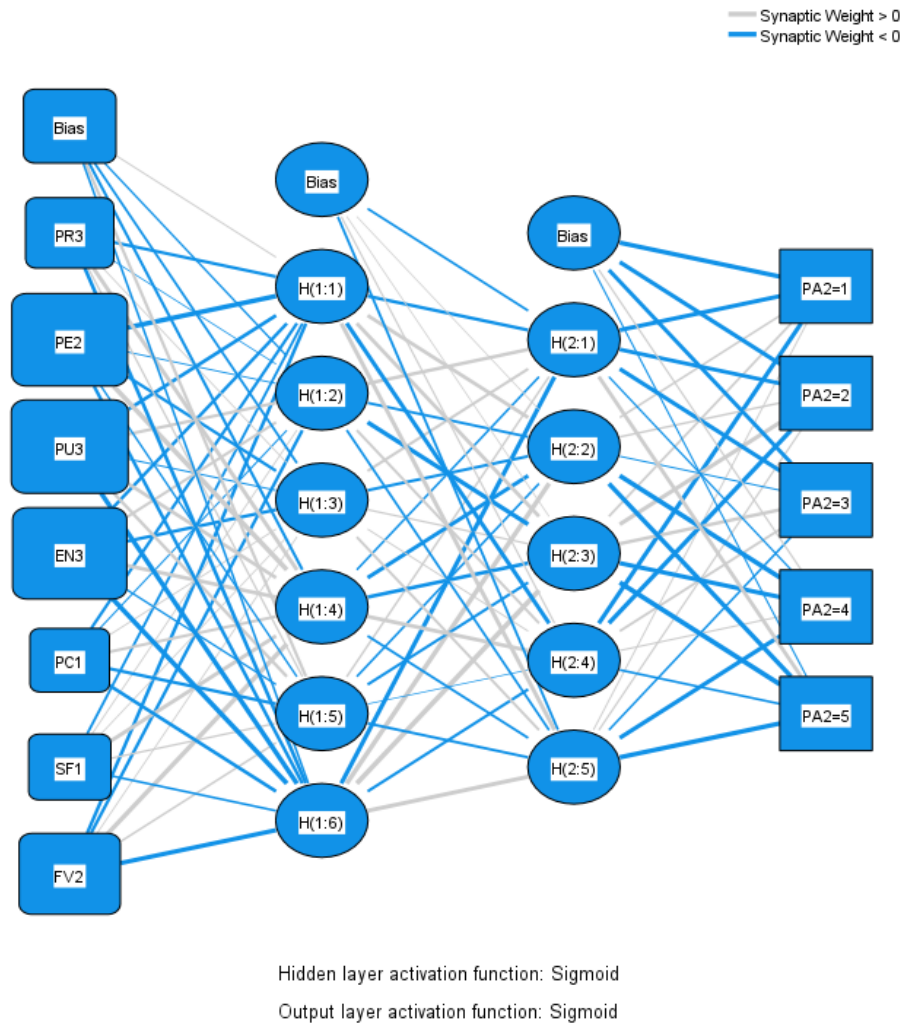 Synaptic Weight > 0
Synaptic Weight < 0
Bias
PR3
PE2
PU3
EN3
PC1
SF1
FV2
Bias
H(1:1)
H(1:2)
H(1:3)
H(1:4)
H(1:5)
H(1:6)
Bias
H(2:1)
H(2:2)
H(2:3)
H(2:4)
H(2:5)
PA2=1
PA2=2
PA2=3
PA2=4
PA2=5
Hidden layer activation function: Sigmoid
Output layer activation function: Sigmoid